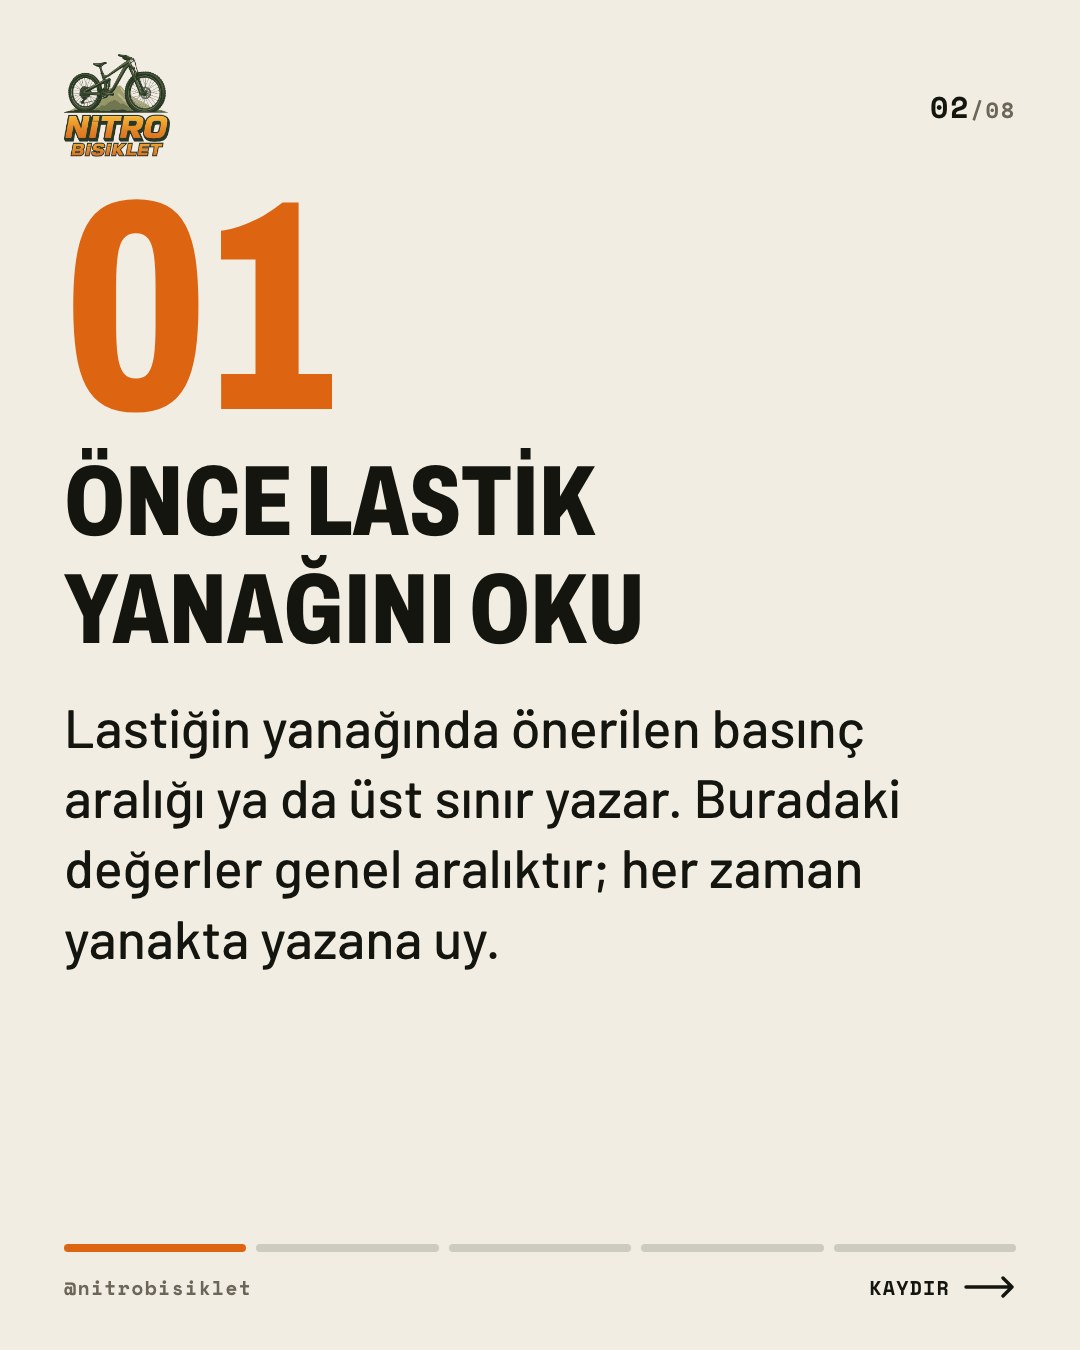 NiTRO
BISIKLET
02/08
01
ÖNCE LASTİK
YANAĞINI OKU
Lastiğin yanağında önerilen basınç
aralığı ya da üst sınır yazar. Buradaki
değerler genel aralıktır; her zaman
yanakta yazana uy.
@nitrobisiklet
KAYDIR